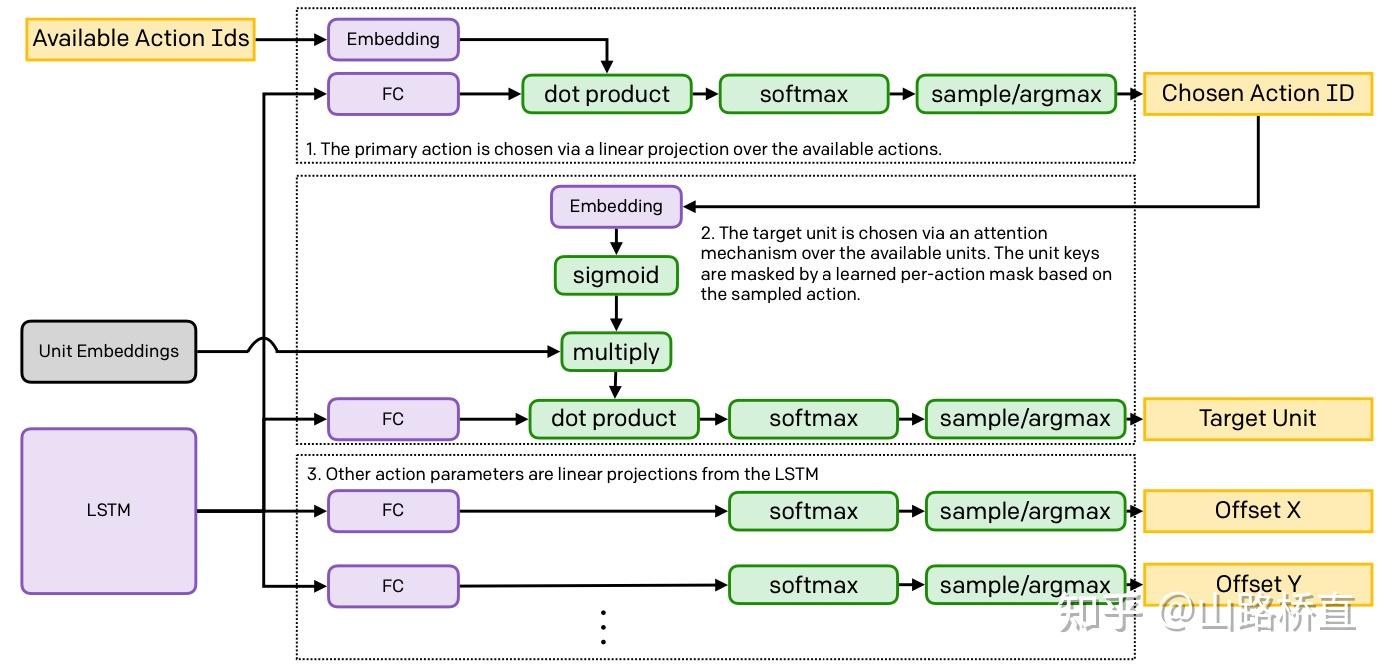 Available Action Ids
Embedding
FC
dot product
softmax
sample/argmax
Chosen Action ID
1. The primary action is chosen via a linear projection over the available actions.
Embedding
2. The target unit is chosen via an attention
mechanism over the available units. The unit keys
are masked by a learned per-action mask based on
the sampled action.
sigmoid
Unit Embeddings
multiply
FC
dot product
softmax
sample/argmax
Target Unit
3. Other action parameters are linear projections from the LSTM
LSTM
FC
softmax
sample/argmax
Offset X
FC
softmax
sample/argmax
Offset Y
知乎 @山路桥直